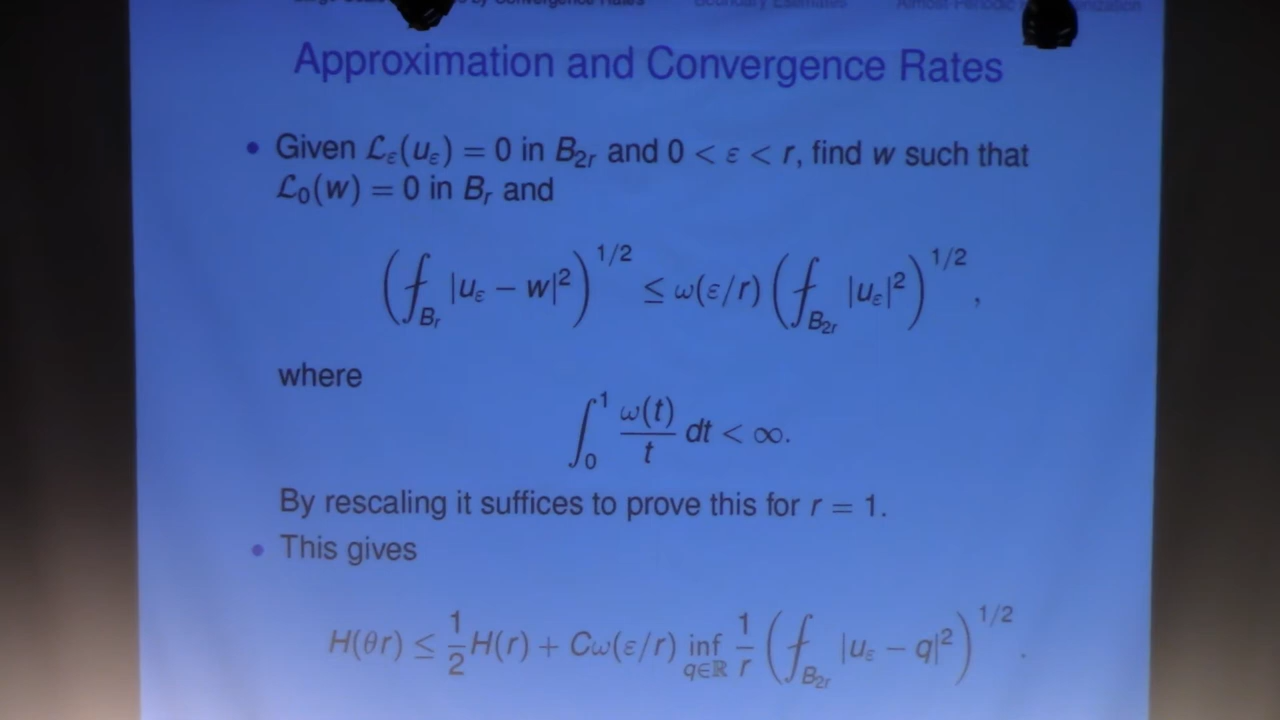 by Convergence Rates
Approximation and Convergence Rates
• Given ℒ_ε(u_ε) = 0 in B_{2r} and 0 < ε < r, find w such that
ℒ_0(w) = 0 in B_r and
(⨍_{B_r} |u_ε − w|²)^{1/2} ≤ ω(ε/r) (⨍_{B_{2r}} |u_ε|²)^{1/2},
where
∫_0^1 ω(t)/t dt < ∞.
By rescaling it suffices to prove this for r = 1.
• This gives
H(θr) ≤ 1/2 H(r) + Cω(ε/r) inf_{q∈ℝ} 1/r (⨍_{B_{2r}} |u_ε − q|²)^{1/2}.